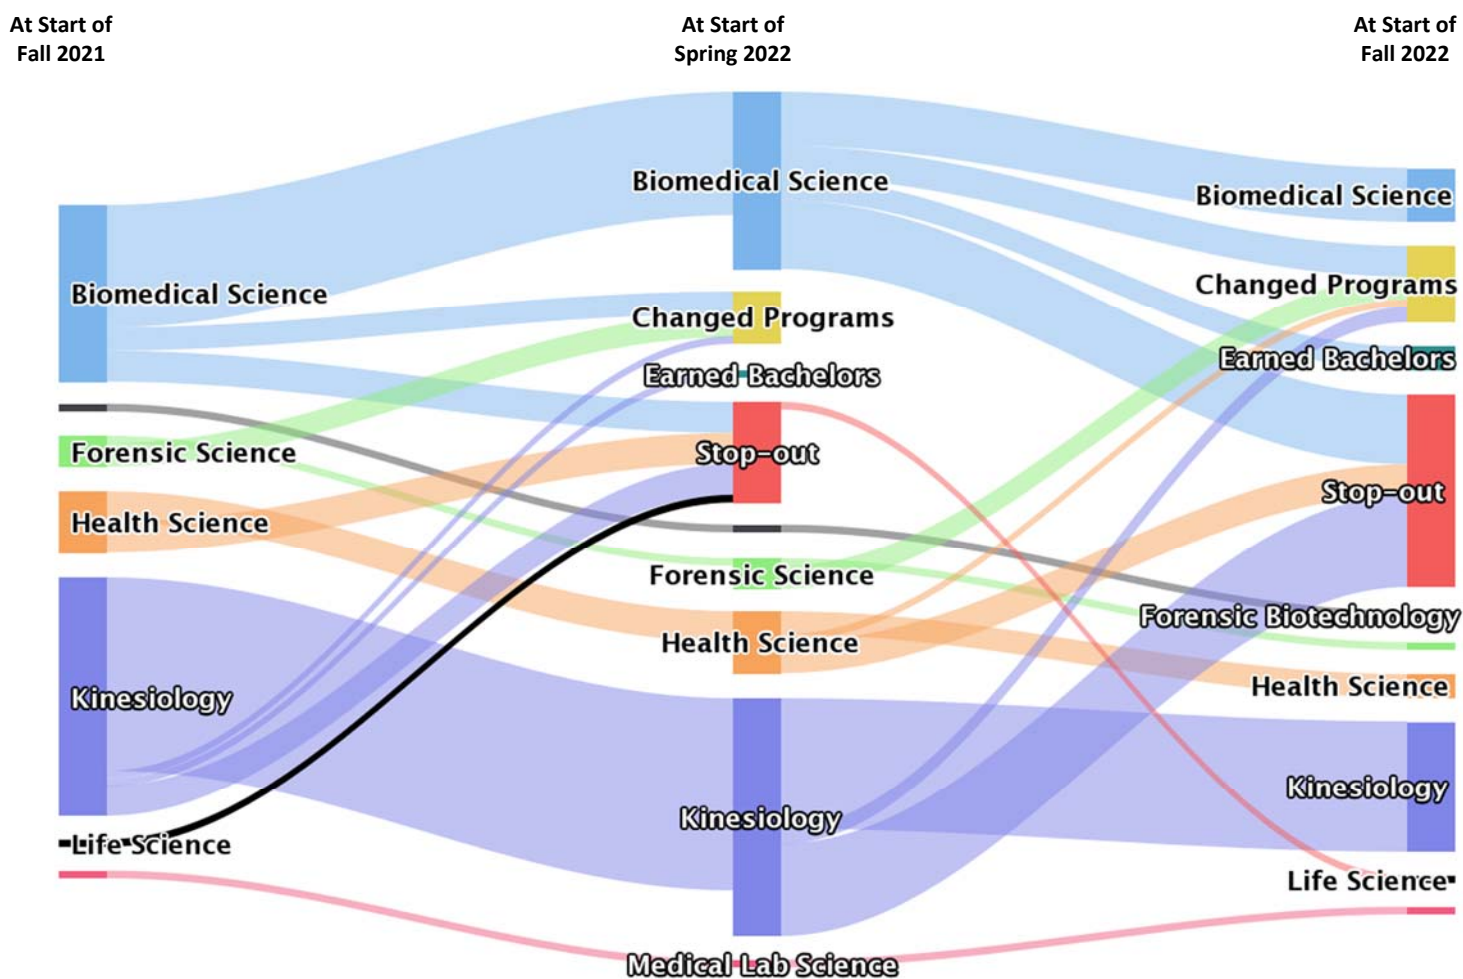 At Start of
Fall 2021
At Start of
Spring 2022
At Start of
Fall 2022
Biomedical Science
Forensic Science
Health Science
Kinesiology
Life Science
Biomedical Science
Changed Programs
Earned Bachelors
Stop-out
Forensic Science
Health Science
Kinesiology
Medical Lab Science
Biomedical Science
Changed Programs
Earned Bachelors
Stop-out
Forensic Biotechnology
Health Science
Kinesiology
Life Science